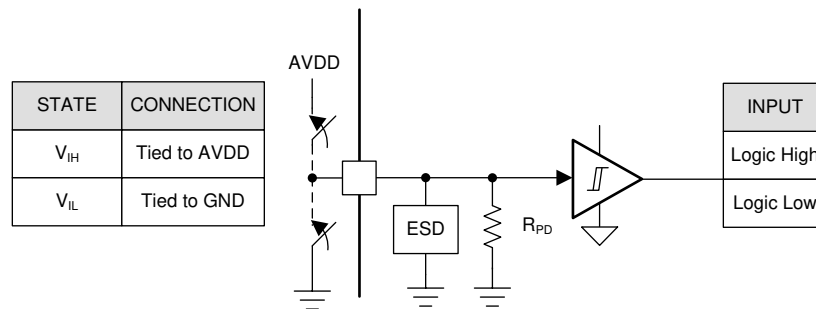 AVDD
STATE CONNECTION
V_IH Tied to AVDD
V_IL Tied to GND
ESD
R_PD
INPUT
Logic High
Logic Low